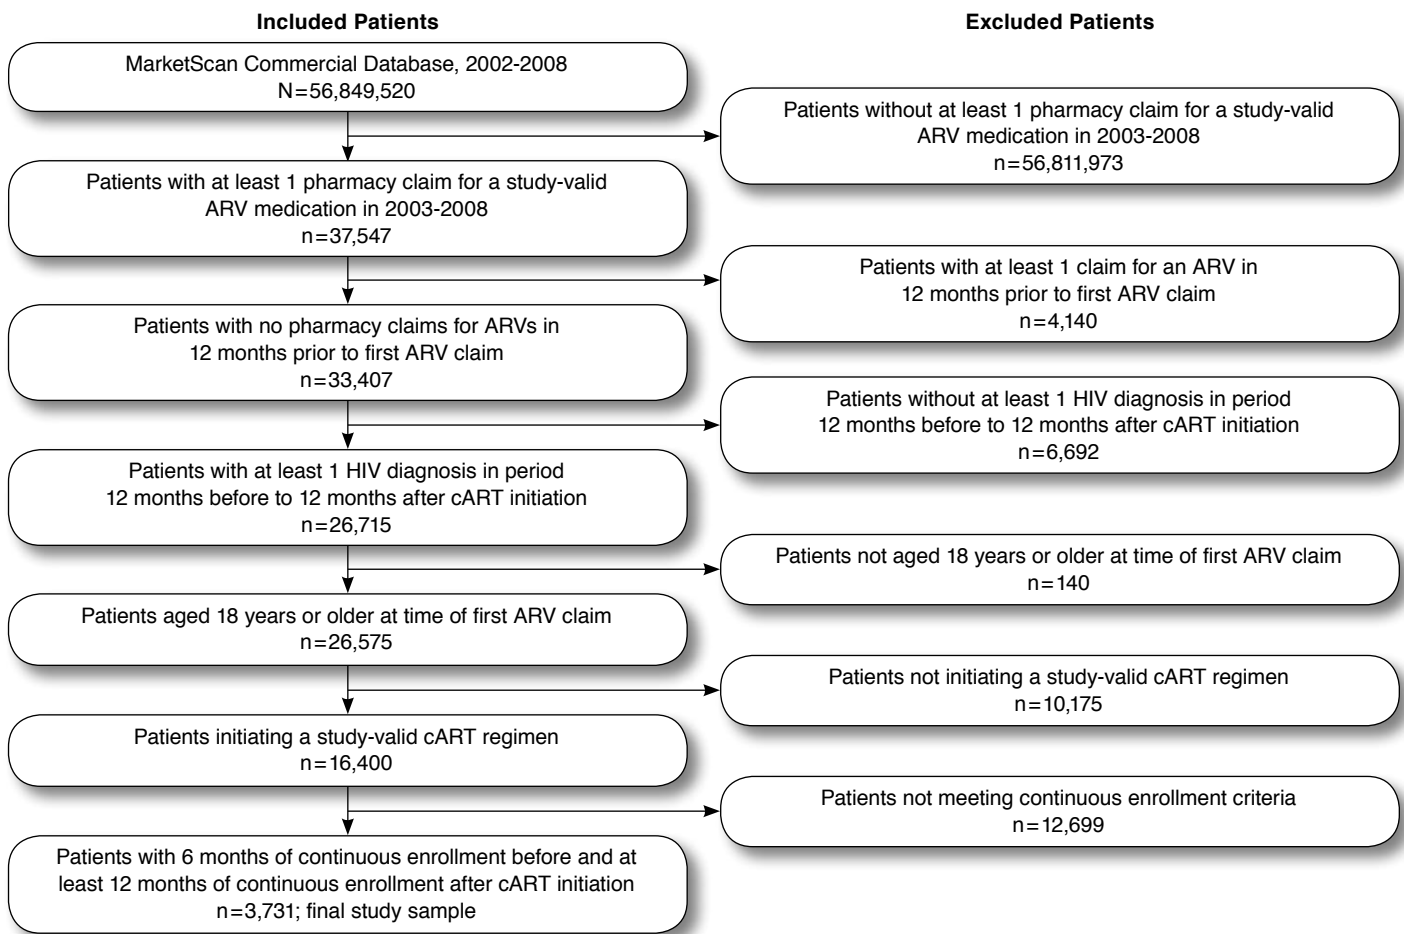 Included Patients
Excluded Patients
MarketScan Commercial Database, 2002-2008
N=56,849,520
Patients without at least 1 pharmacy claim for a study-valid
ARV medication in 2003-2008
n=56,811,973
Patients with at least 1 pharmacy claim for a study-valid
ARV medication in 2003-2008
n=37,547
Patients with at least 1 claim for an ARV in
12 months prior to first ARV claim
n=4,140
Patients with no pharmacy claims for ARVs in
12 months prior to first ARV claim
n=33,407
Patients without at least 1 HIV diagnosis in period
12 months before to 12 months after cART initiation
n=6,692
Patients with at least 1 HIV diagnosis in period
12 months before to 12 months after cART initiation
n=26,715
Patients not aged 18 years or older at time of first ARV claim
n=140
Patients aged 18 years or older at time of first ARV claim
n=26,575
Patients not initiating a study-valid cART regimen
n=10,175
Patients initiating a study-valid cART regimen
n=16,400
Patients not meeting continuous enrollment criteria
n=12,699
Patients with 6 months of continuous enrollment before and at
least 12 months of continuous enrollment after cART initiation
n=3,731; final study sample